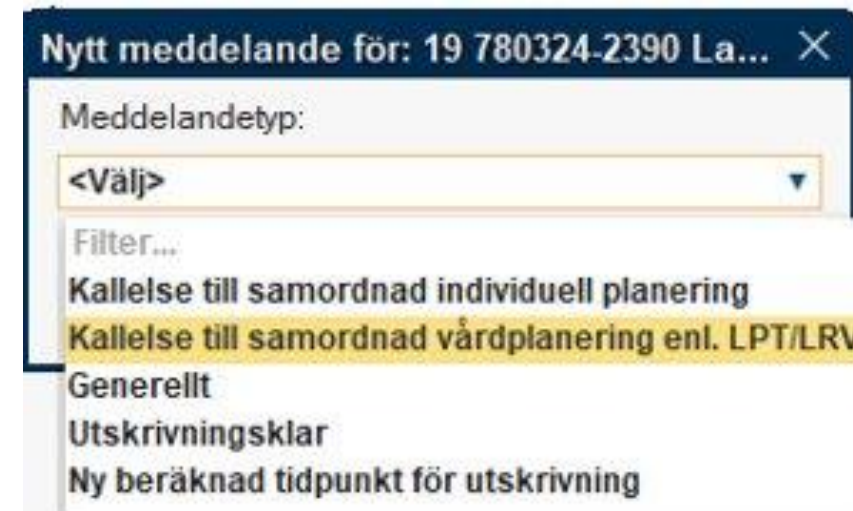 Nytt meddelande för: 19 780324-2390 La...
Meddelandetyp:
<Välj>
Filter...
Kallelse till samordnad individuell planering
Kallelse till samordnad vårdplanering enl. LPT/LRV
Generellt
Utskrivningsklar
Ny beräknad tidpunkt för utskrivning